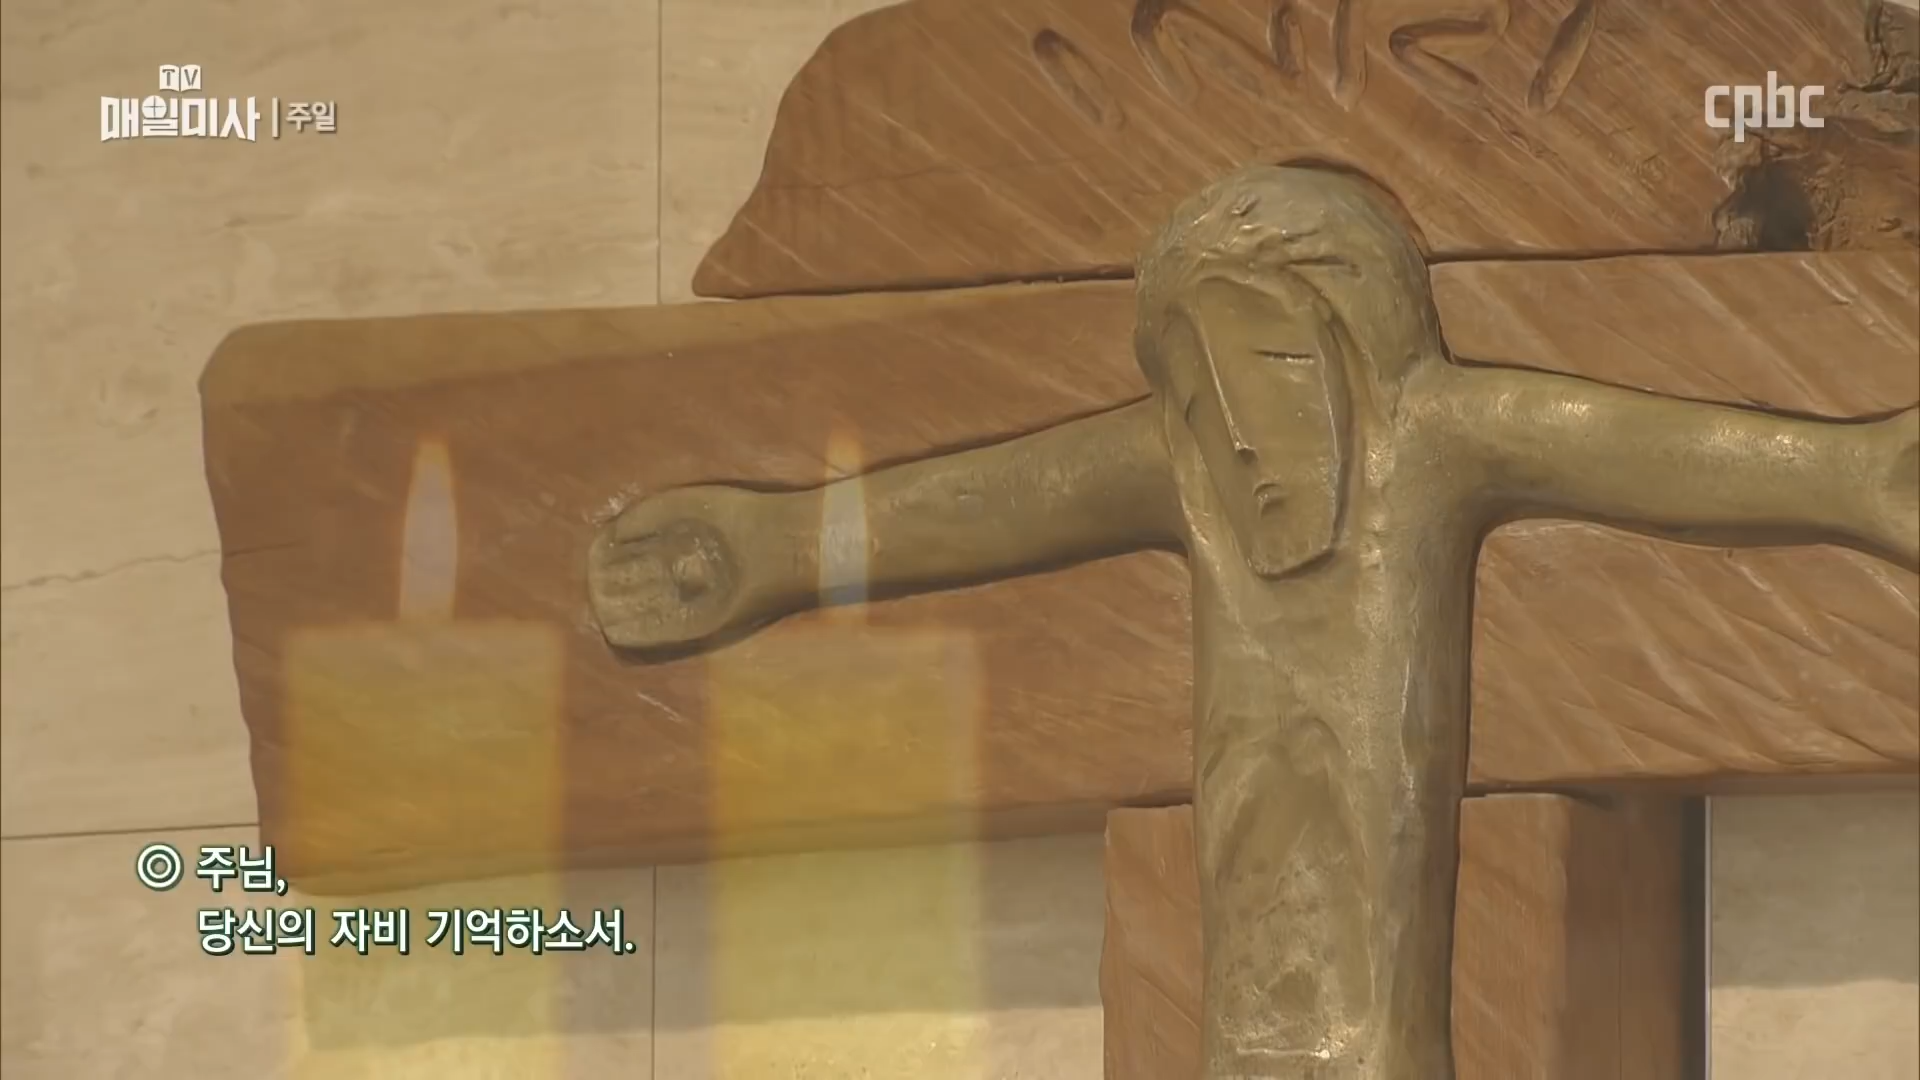 TV
매일미사 | 주일
cpbc
◎ 주님,
당신의 자비 기억하소서.